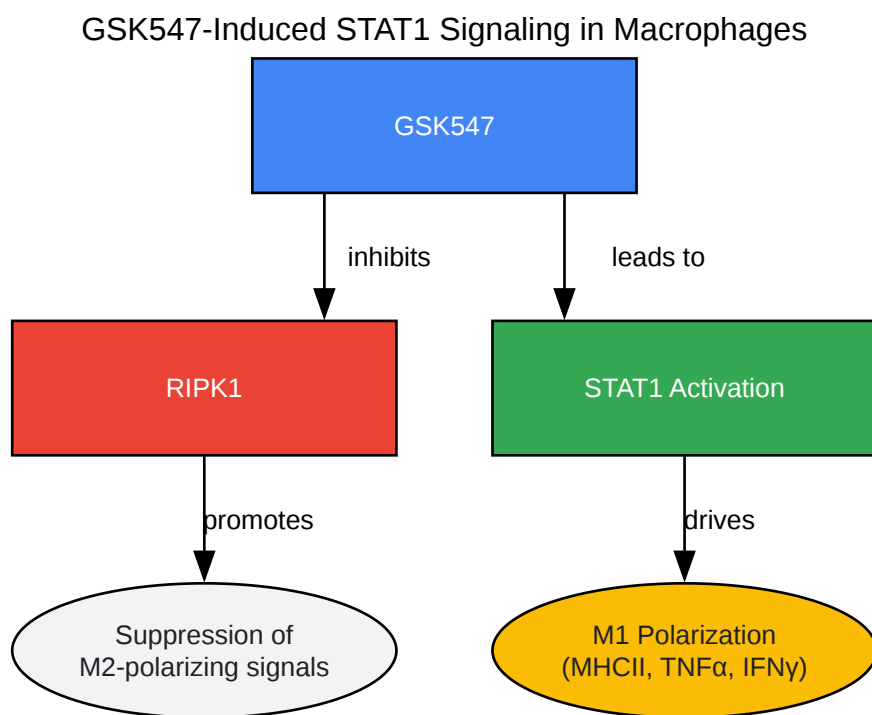 GSK547-Induced STAT1 Signaling in Macrophages
GSK547
inhibits
leads to
RIPK1
STAT1 Activation
promotes
drives
Suppression of
M2-polarizing signals
M1 Polarization
(MHCII, TNFα, IFNγ)